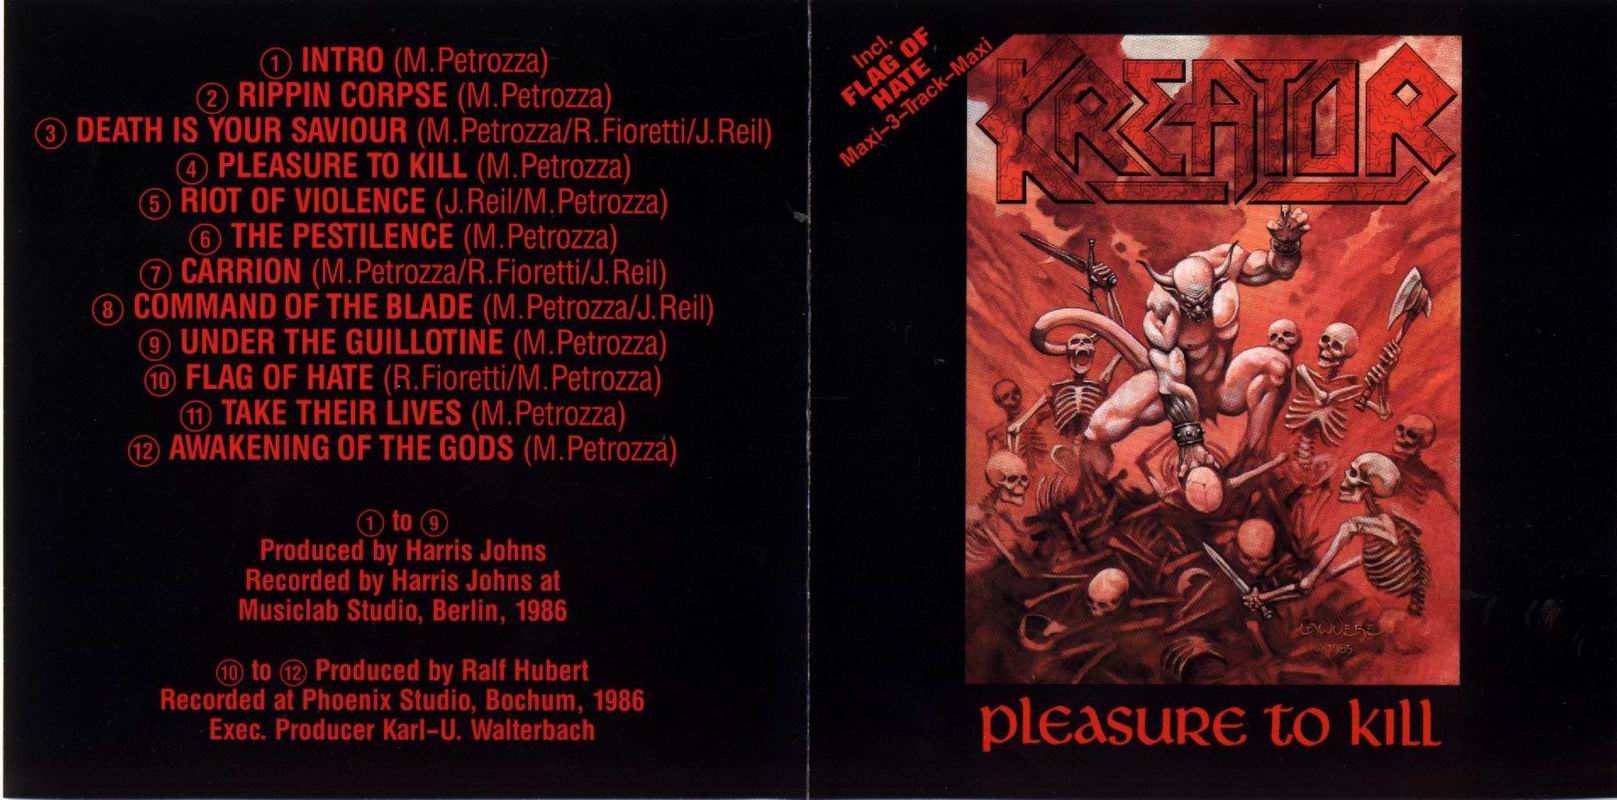 ① INTRO (M.Petrozza)
② RIPPIN CORPSE (M.Petrozza)
③ DEATH IS YOUR SAVIOUR (M.Petrozza/R.Fioretti/J.Reil)
④ PLEASURE TO KILL (M.Petrozza)
⑤ RIOT OF VIOLENCE (J.Reil/M.Petrozza)
⑥ THE PESTILENCE (M.Petrozza)
⑦ CARRION (M.Petrozza/R.Fioretti/J.Reil)
⑧ COMMAND OF THE BLADE (M.Petrozza/J.Reil)
⑨ UNDER THE GUILLOTINE (M.Petrozza)
⑩ FLAG OF HATE (R.Fioretti/M.Petrozza)
⑪ TAKE THEIR LIVES (M.Petrozza)
⑫ AWAKENING OF THE GODS (M.Petrozza)
① to ⑨
Produced by Harris Johns
Recorded by Harris Johns at
Musiclab Studio, Berlin, 1986
⑩ to ⑫ Produced by Ralf Hubert
Recorded at Phoenix Studio, Bochum, 1986
Exec. Producer Karl-U. Walterbach
Incl.
FLAG OF
HATE
Maxi-3-Track-Maxi
KREATOR
© 1985
pleasure to kill